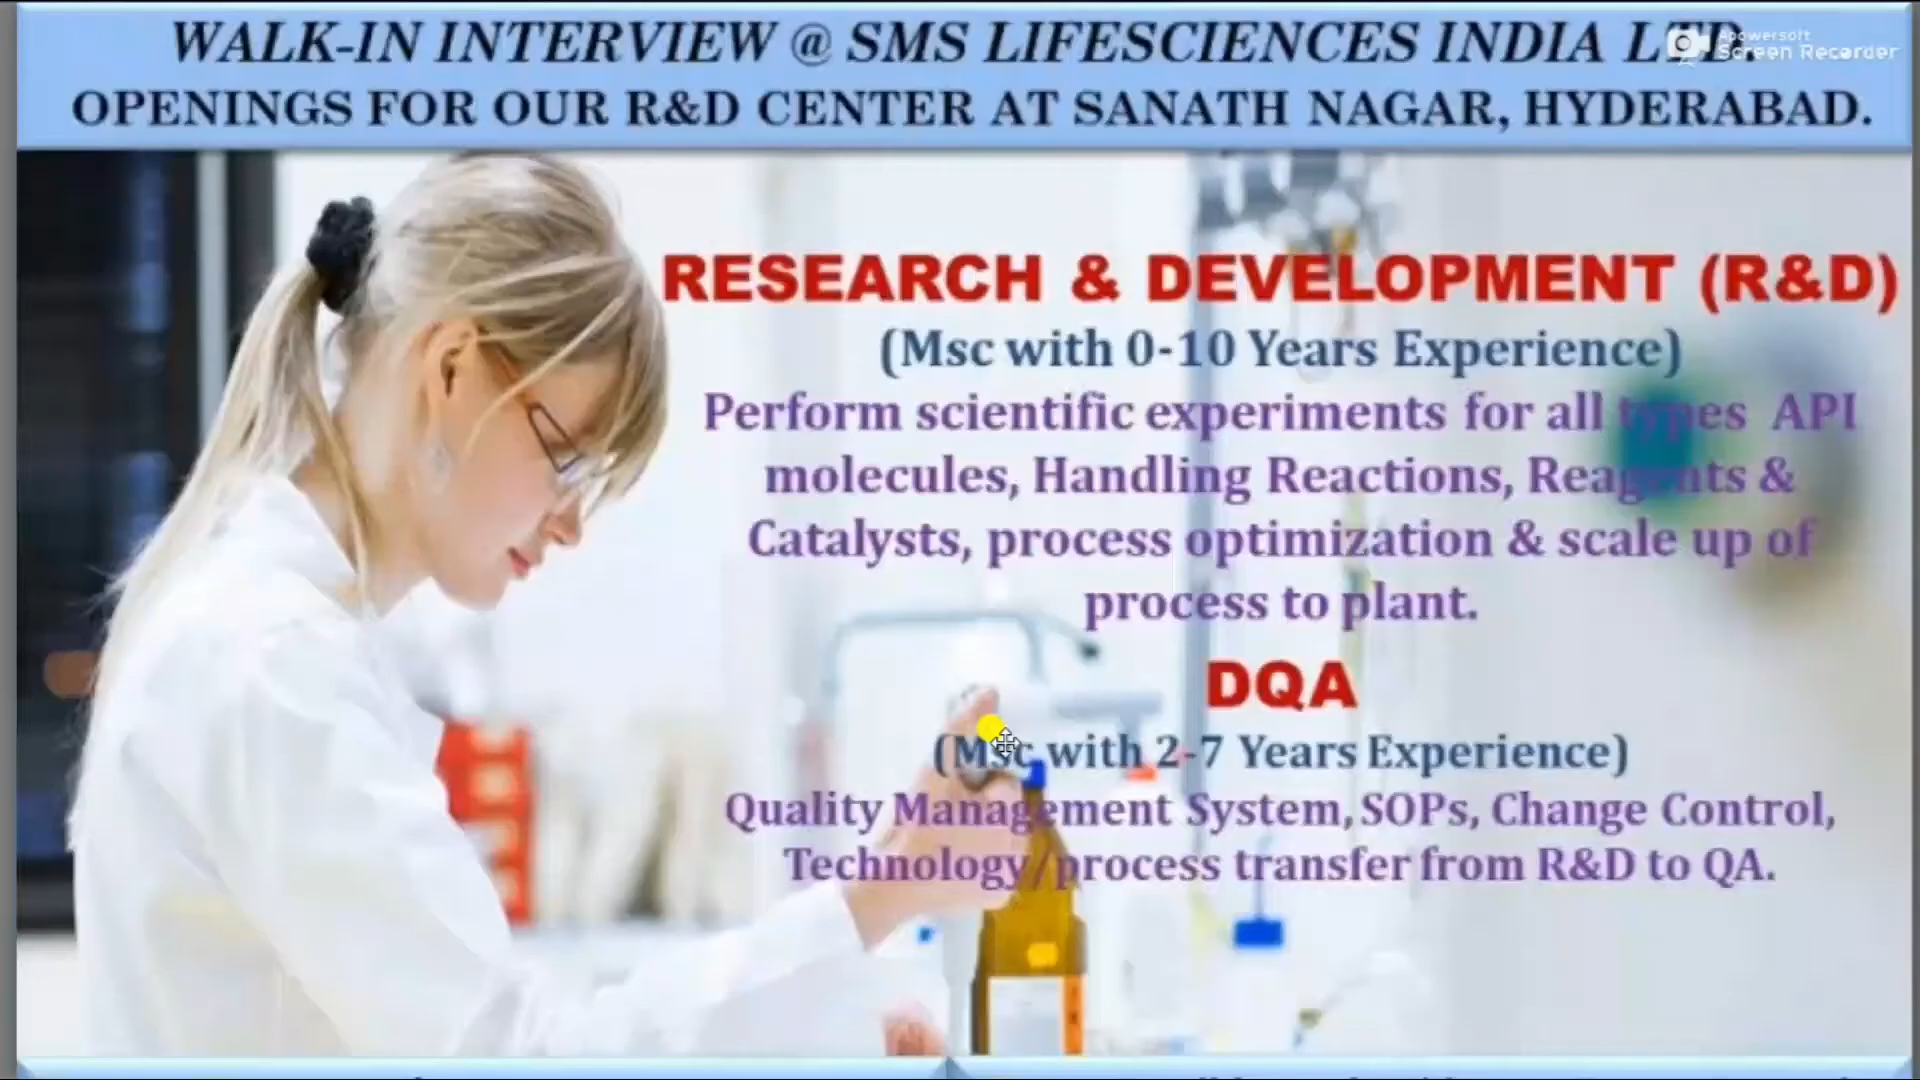 WALK-IN INTERVIEW @ SMS LIFESCIENCES INDIA LTD.
Apowersoft
Screen Recorder
OPENINGS FOR OUR R&D CENTER AT SANATH NAGAR, HYDERABAD.
RESEARCH & DEVELOPMENT (R&D)
(Msc with 0-10 Years Experience)
Perform scientific experiments for all types API
molecules, Handling Reactions, Reagents &
Catalysts, process optimization & scale up of
process to plant.
DQA
(Msc with 2-7 Years Experience)
Quality Management System, SOPs, Change Control,
Technology/process transfer from R&D to QA.